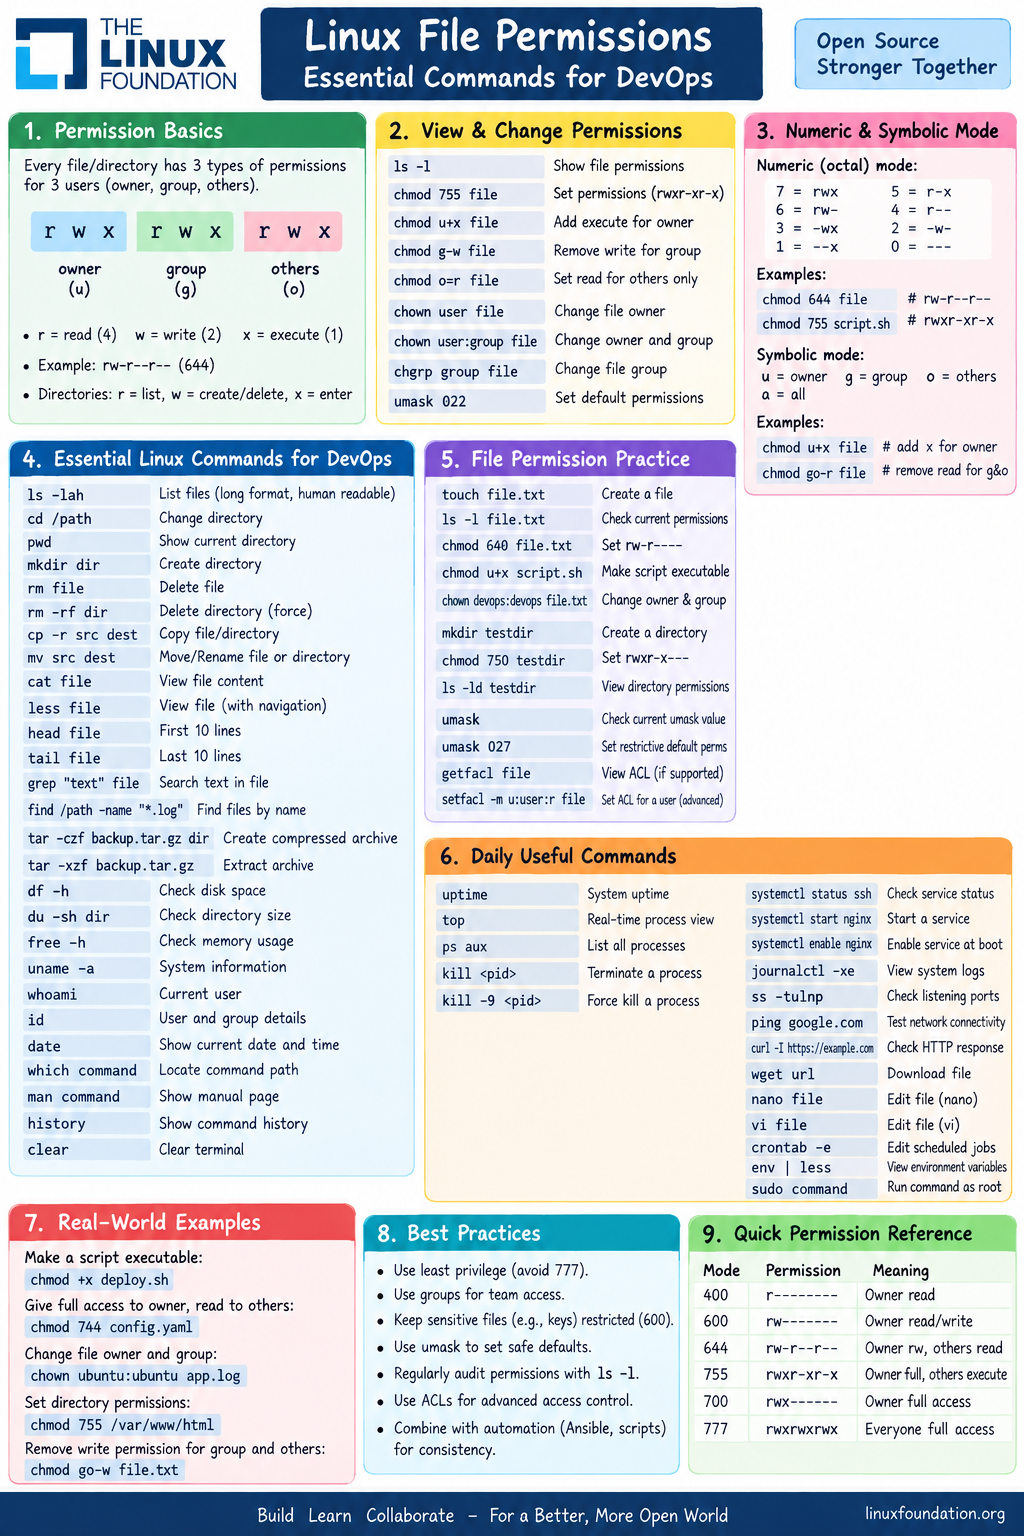 THE
LINUX
FOUNDATION
Linux File Permissions
Essential Commands for DevOps
Open Source
Stronger Together
1. Permission Basics
Every file/directory has 3 types of permissions
for 3 users (owner, group, others).
r w x r w x r w x
owner group others
(u) (g) (o)
• r = read (4) w = write (2) x = execute (1)
• Example: rw-r--r-- (644)
• Directories: r = list, w = create/delete, x = enter
2. View & Change Permissions
ls -l Show file permissions
chmod 755 file Set permissions (rwxr-xr-x)
chmod u+x file Add execute for owner
chmod g-w file Remove write for group
chmod o=r file Set read for others only
chown user file Change file owner
chown user:group file Change owner and group
chgrp group file Change file group
umask 022 Set default permissions
3. Numeric & Symbolic Mode
Numeric (octal) mode:
7 = rwx 5 = r-x
6 = rw- 4 = r--
3 = -wx 2 = -w-
1 = --x 0 = ---
Examples:
chmod 644 file # rw-r--r--
chmod 755 script.sh # rwxr-xr-x
Symbolic mode:
u = owner g = group o = others
a = all
Examples:
chmod u+x file # add x for owner
chmod go-r file # remove read for g&o
4. Essential Linux Commands for DevOps
ls -lah List files (long format, human readable)
cd /path Change directory
pwd Show current directory
mkdir dir Create directory
rm file Delete file
rm -rf dir Delete directory (force)
cp -r src dest Copy file/directory
mv src dest Move/Rename file or directory
cat file View file content
less file View file (with navigation)
head file First 10 lines
tail file Last 10 lines
grep "text" file Search text in file
find /path -name "*.log" Find files by name
tar -czf backup.tar.gz dir Create compressed archive
tar -xzf backup.tar.gz Extract archive
df -h Check disk space
du -sh dir Check directory size
free -h Check memory usage
uname -a System information
whoami Current user
id User and group details
date Show current date and time
which command Locate command path
man command Show manual page
history Show command history
clear Clear terminal
5. File Permission Practice
touch file.txt Create a file
ls -l file.txt Check current permissions
chmod 640 file.txt Set rw-r----
chmod u+x script.sh Make script executable
chown devops:devops file.txt Change owner & group
mkdir testdir Create a directory
chmod 750 testdir Set rwxr-x---
ls -ld testdir View directory permissions
umask Check current umask value
umask 027 Set restrictive default perms
getfacl file View ACL (if supported)
setfacl -m u:user:r file Set ACL for a user (advanced)
6. Daily Useful Commands
uptime System uptime
top Real-time process view
ps aux List all processes
kill <pid> Terminate a process
kill -9 <pid> Force kill a process
systemctl status ssh Check service status
systemctl start nginx Start a service
systemctl enable nginx Enable service at boot
journalctl -xe View system logs
ss -tulnp Check listening ports
ping google.com Test network connectivity
curl -I https://example.com Check HTTP response
wget url Download file
nano file Edit file (nano)
vi file Edit file (vi)
crontab -e Edit scheduled jobs
env | less View environment variables
sudo command Run command as root
7. Real-World Examples
Make a script executable:
chmod +x deploy.sh
Give full access to owner, read to others:
chmod 744 config.yaml
Change file owner and group:
chown ubuntu:ubuntu app.log
Set directory permissions:
chmod 755 /var/www/html
Remove write permission for group and others:
chmod go-w file.txt
8. Best Practices
• Use least privilege (avoid 777).
• Use groups for team access.
• Keep sensitive files (e.g., keys) restricted (600).
• Use umask to set safe defaults.
• Regularly audit permissions with ls -l.
• Use ACLs for advanced access control.
• Combine with automation (Ansible, scripts)
for consistency.
9. Quick Permission Reference
Mode Permission Meaning
400 r-------- Owner read
600 rw------- Owner read/write
644 rw-r--r-- Owner rw, others read
755 rwxr-xr-x Owner full, others execute
700 rwx------ Owner full access
777 rwxrwxrwx Everyone full access
Build Learn Collaborate – For a Better, More Open World
linuxfoundation.org